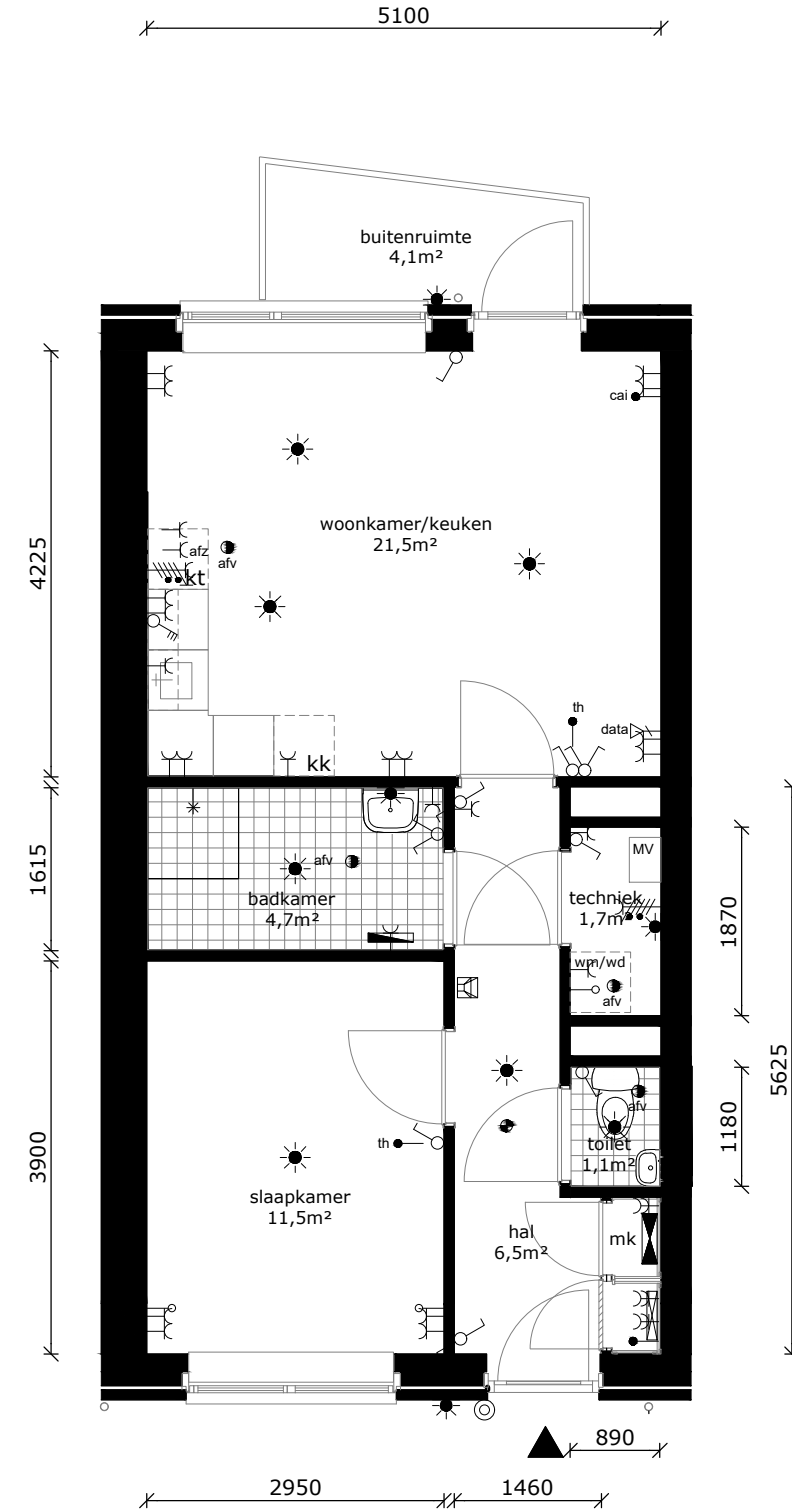 5100
buitenruimte
4,1m²
cai
woonkamer/keuken
21,5m²
4225
afz
afv
kt
th
data
kk
1615
afv
badkamer
4,7m²
MV
techniek
1,7m²
1870
wm/wd
afv
5625
3900
th
slaapkamer
11,5m²
afv
toilet
1,1m²
1180
hal
6,5m²
mk
890
2950
1460